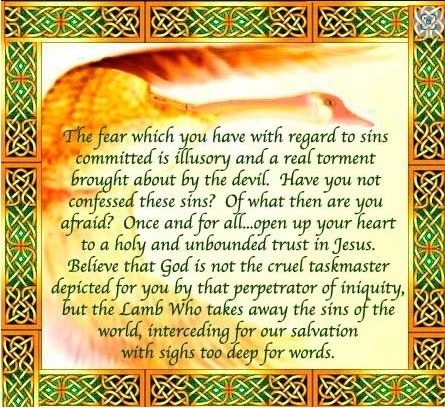 The fear which you have with regard to sins
committed is illusory and a real torment
brought about by the devil. Have you not
confessed these sins? Of what then are you
afraid? Once and for all...open up your heart
to a holy and unbounded trust in Jesus.
Believe that God is not the cruel taskmaster
depicted for you by that perpetrator of iniquity,
but the Lamb Who takes away the sins of the
world, interceding for our salvation
with sighs too deep for words.